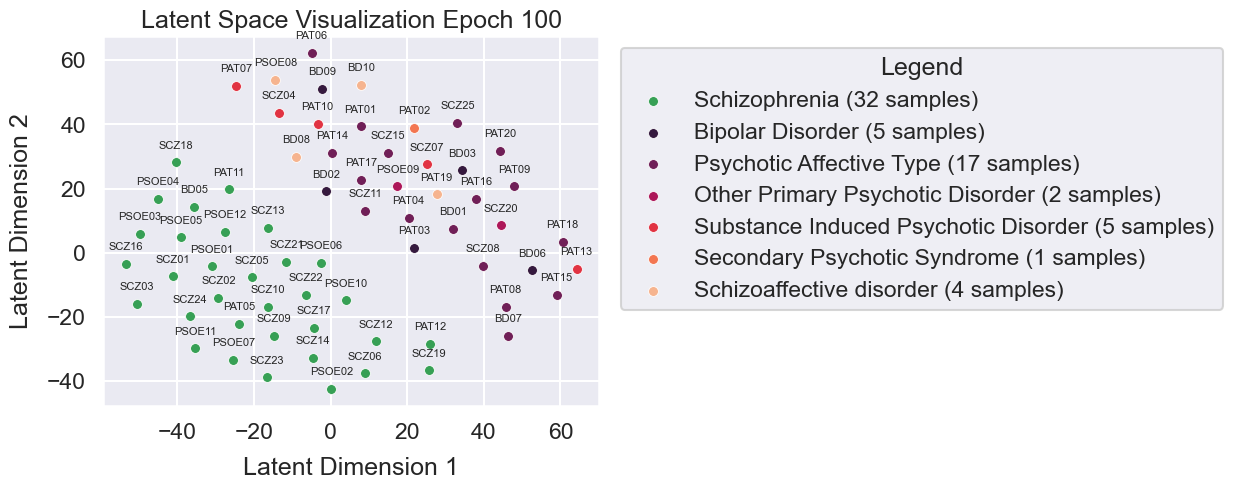 Latent Space Visualization Epoch 100
PAT06
PAT07
PSOE08
BD09
BD10
SCZ04
PAT10
PAT01
PAT02
SCZ25
BD08
PAT14
SCZ15
SCZ07
BD03
PAT20
SCZ18
PAT11
BD02
PAT17
PSOE09
PAT19
PAT16
PAT09
PSOE04
BD05
SCZ11
PAT04
BD01
SCZ20
PSOE03
PSOE05
PSOE12
SCZ13
PAT03
PAT18
SCZ16
SCZ01
PSOE01
SCZ05
SCZ21
PSOE06
SCZ08
BD06
PAT13
SCZ03
SCZ24
SCZ02
SCZ10
SCZ22
PSOE10
PAT08
PAT15
PSOE11
PAT05
SCZ09
SCZ17
SCZ12
PAT12
BD07
PSOE07
SCZ23
SCZ14
PSOE02
SCZ06
SCZ19
60
40
20
0
−20
−40
−40
−20
0
20
40
60
Latent Dimension 1
Latent Dimension 2
Legend
Schizophrenia (32 samples)
Bipolar Disorder (5 samples)
Psychotic Affective Type (17 samples)
Other Primary Psychotic Disorder (2 samples)
Substance Induced Psychotic Disorder (5 samples)
Secondary Psychotic Syndrome (1 samples)
Schizoaffective disorder (4 samples)